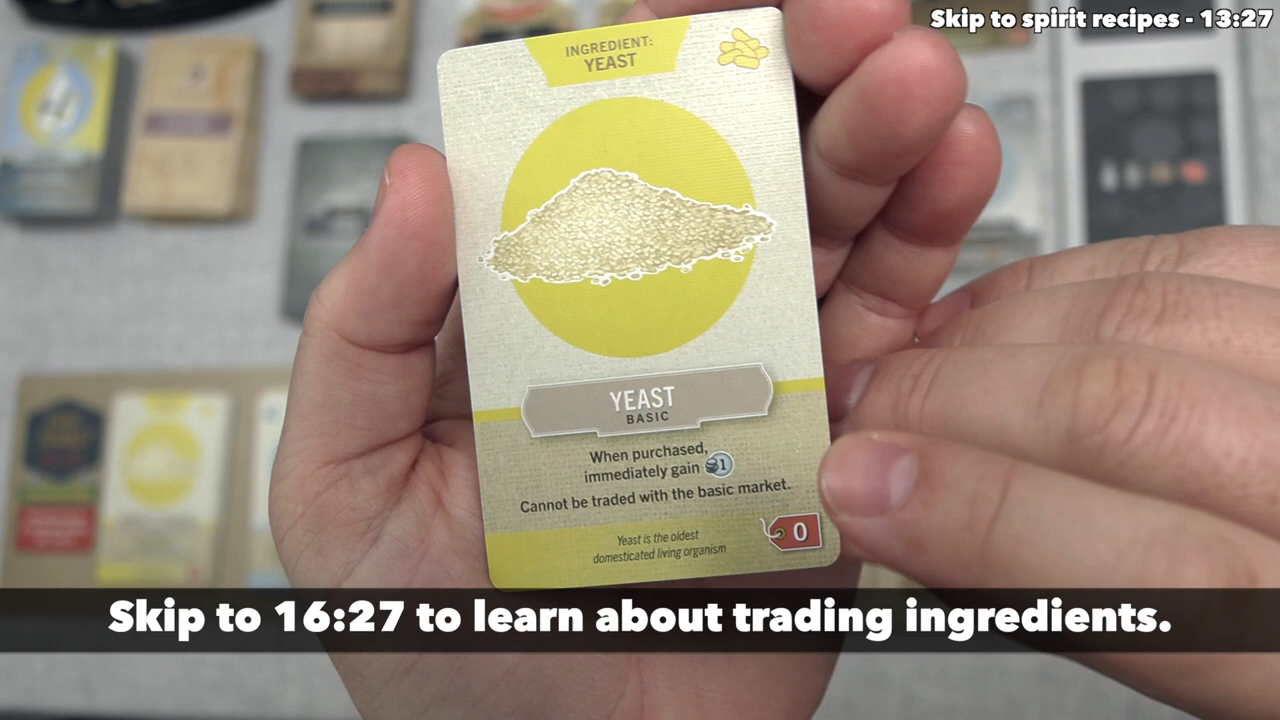 Skip to spirit recipes - 13:27
INGREDIENT:
YEAST
YEAST
BASIC
When purchased,
immediately gain 1
Cannot be traded with the basic market.
Yeast is the oldest
domesticated living organism
0
Skip to 16:27 to learn about trading ingredients.